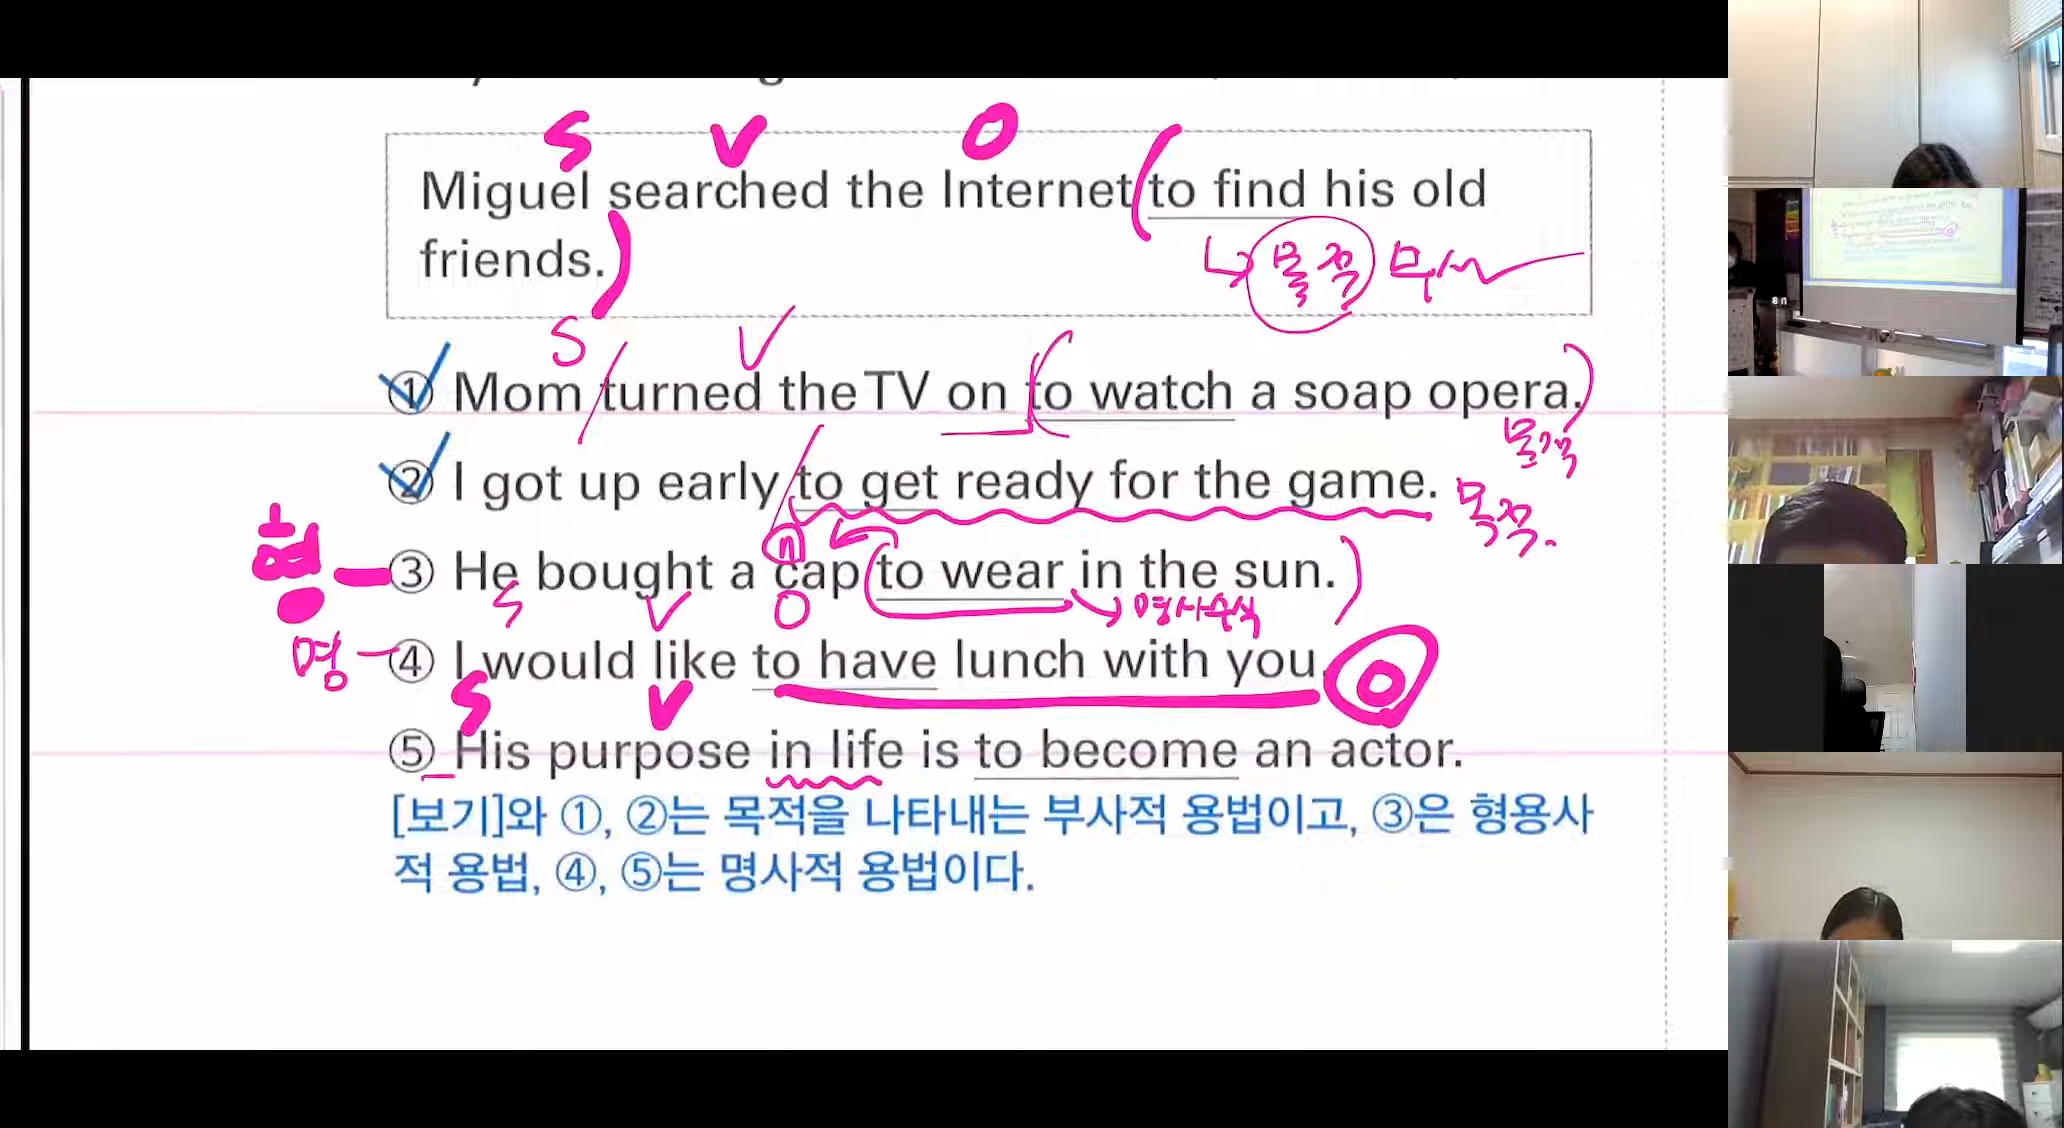 S V O
Miguel searched the Internet to find his old
friends.
목적 부사
S V
① Mom turned the TV on to watch a soap opera.
목적
② I got up early to get ready for the game. 목적.
n
형 ③ He bought a cap to wear in the sun.
S V O 명사수식
명 ④ I would like to have lunch with you. O
S V
⑤ His purpose in life is to become an actor.
[보기]와 ①, ②는 목적을 나타내는 부사적 용법이고, ③은 형용사
적 용법, ④, ⑤는 명사적 용법이다.